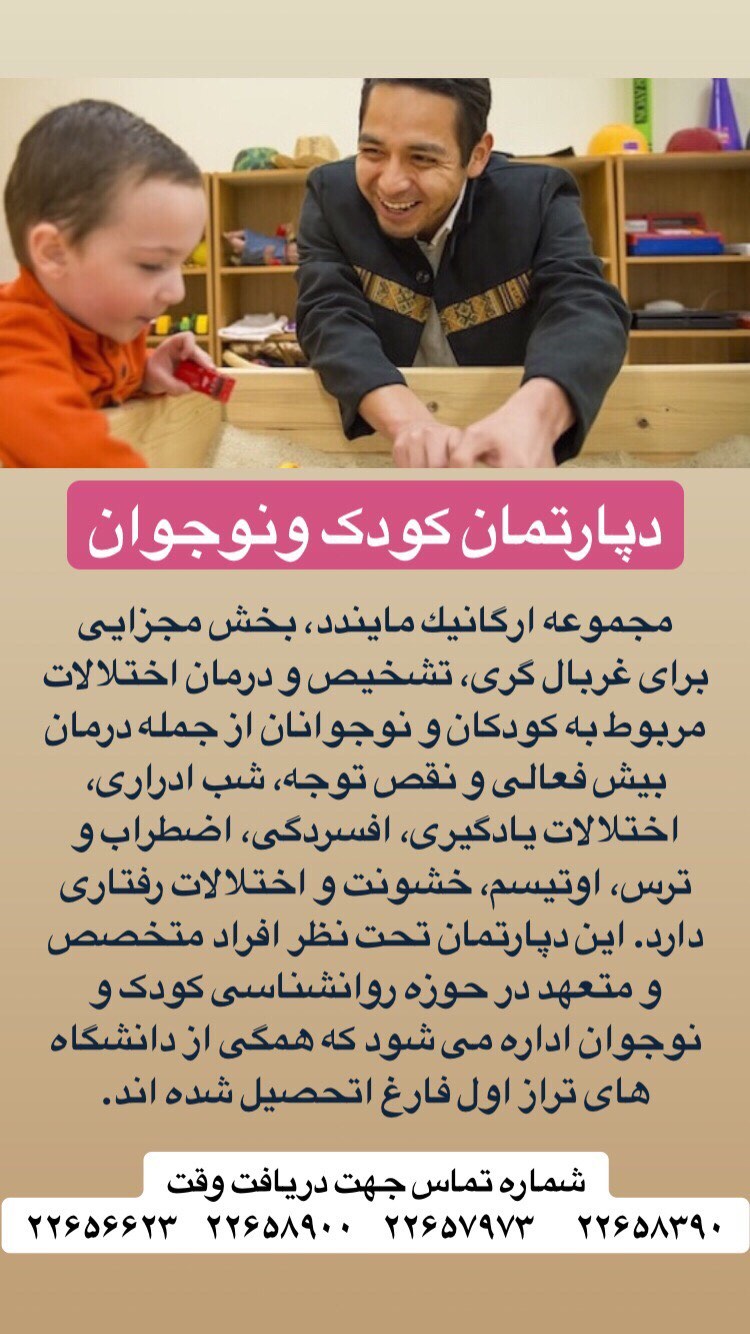 دپارتمان کودک ونوجوان
مجموعه ارگانیك مایندد، بخش مجزایی
برای غربال گری، تشخیص و درمان اختلالات
مربوط به کودکان و نوجوانان از جمله درمان
بیش فعالی و نقص توجه، شب ادراری،
اختلالات یادگیری، افسردگی، اضطراب و
ترس، اوتیسم، خشونت و اختلالات رفتاری
دارد. این دپارتمان تحت نظر افراد متخصص
و متعهد در حوزه روانشناسی کودک و
نوجوان اداره می شود که همگی از دانشگاه
های تراز اول فارغ اتحصیل شده اند.
شماره تماس جهت دریافت وقت
۲۲۶۵۶۶۲۳ ۲۲۶۵۸۹۰۰ ۲۲۶۵۷۹۷۳ ۲۲۶۵۸۳۹۰